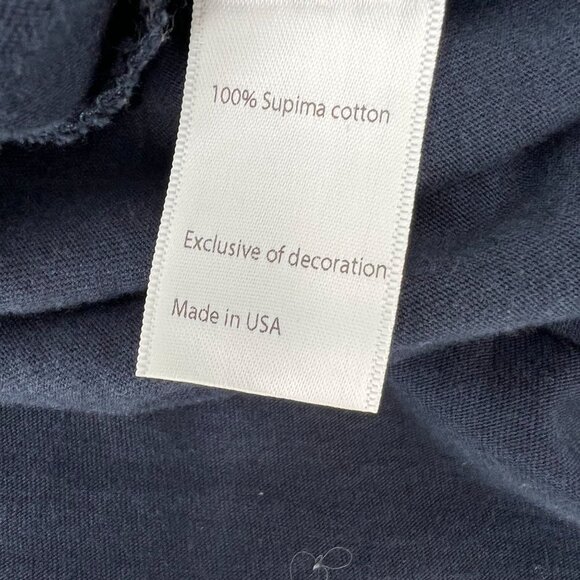 100% Supima cotton
Exclusive of decoration
Made in USA